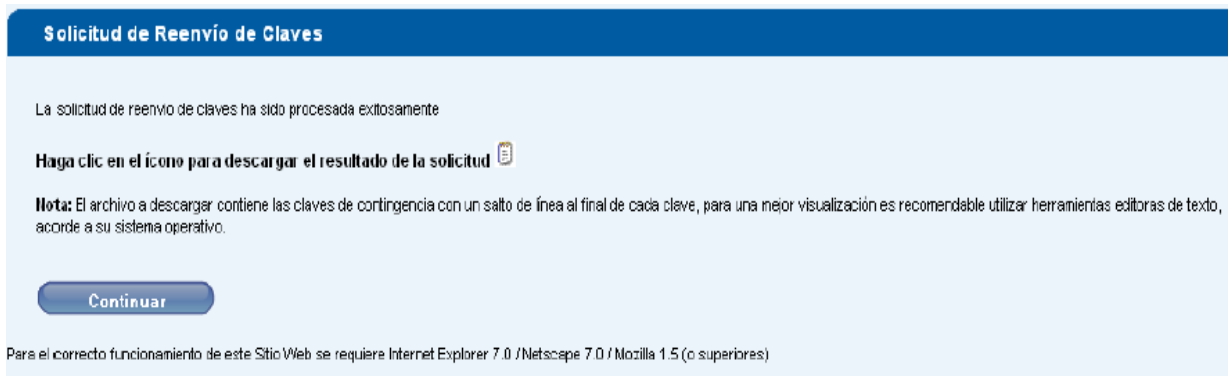 Solicitud de Reenvío de Claves
La solicitud de reenvio de claves ha sido procesada exitosamente
Haga clic en el ícono para descargar el resultado de la solicitud
Nota: El archivo a descargar contiene las claves de contingencia con un salto de línea al final de cada clave, para una mejor visualización es recomendable utilizar herramientas editoras de texto,
acorde a su sistema operativo.
Continuar
Para el correcto funcionamiento de este Sitio Web se requiere Internet Explorer 7.0 / Netscape 7.0 / Mozilla 1.5 (o superiores)